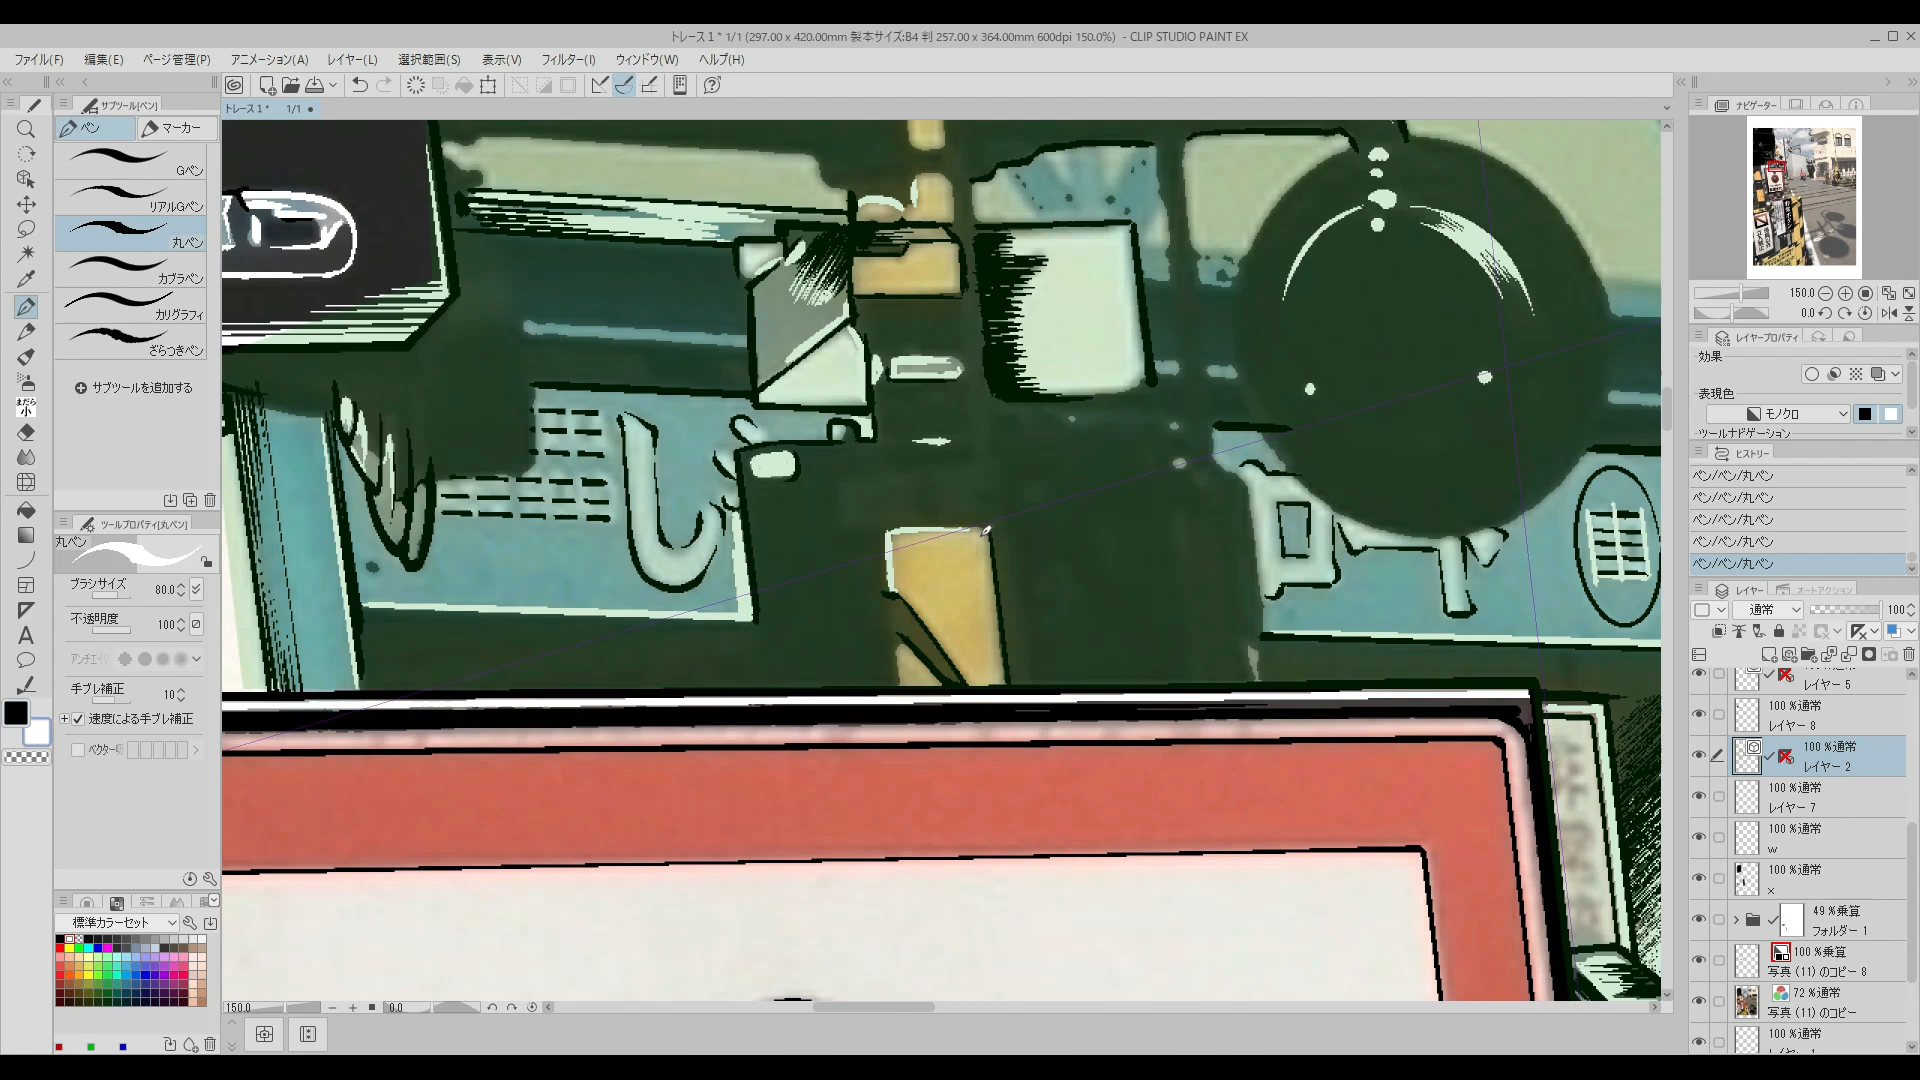 トレース1 * 1/1 (297.00 x 420.00mm 製本サイズ:B4 判 257.00 x 364.00mm 600dpi 150.0%) - CLIP STUDIO PAINT EX
ファイル(F) 編集(E) ページ管理(P) アニメーション(A) レイヤー(L) 選択範囲(S) 表示(V) フィルター(I) ウィンドウ(W) ヘルプ(H)
トレース1* 1/1
サブツール[ペン]
ペン
マーカー
Gペン
リアルGペン
丸ペン
カブラペン
カリグラフィ
ざらつきペン
サブツールを追加する
まだら
小
ツールプロパティ[丸ペン]
丸ペン
ブラシサイズ 80.0
不透明度 100
手ブレ補正 10
速度による手ブレ補正
標準カラーセット
150.0
0.0
ナビゲーター
150.0
0.0
レイヤープロパティ
効果
表現色
モノクロ
ツールナビゲーション
ヒストリー
ペン/ペン/丸ペン
ペン/ペン/丸ペン
ペン/ペン/丸ペン
ペン/ペン/丸ペン
ペン/ペン/丸ペン
レイヤー
オートアクション
通常
100
レイヤー 5
100 %通常
レイヤー 8
100 %通常
レイヤー 2
100 %通常
レイヤー 7
100 %通常
w
100 %通常
x
49 %乗算
フォルダー 1
100 %乗算
写真 (11) のコピー 8
72 %通常
写真 (11) のコピー
100 %通常